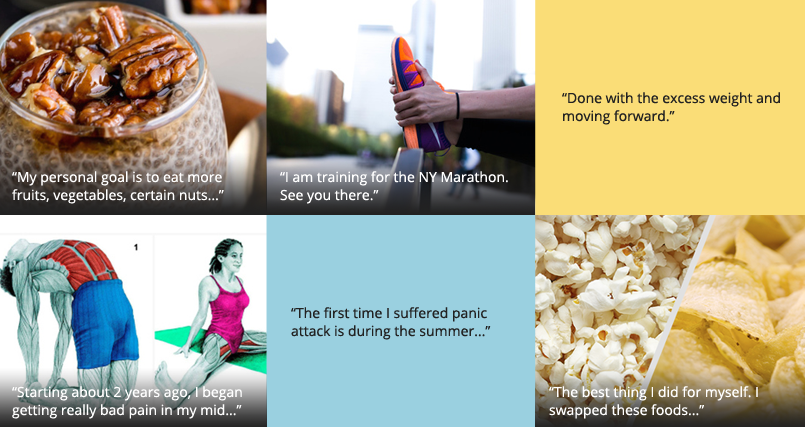 “My personal goal is to eat more
fruits, vegetables, certain nuts...”
“I am training for the NY Marathon.
See you there.”
“Done with the excess weight and
moving forward.”
1
“Starting about 2 years ago, I began
getting really bad pain in my mid...”
“The first time I suffered panic
attack is during the summer...”
“The best thing I did for myself. I
swapped these foods...”